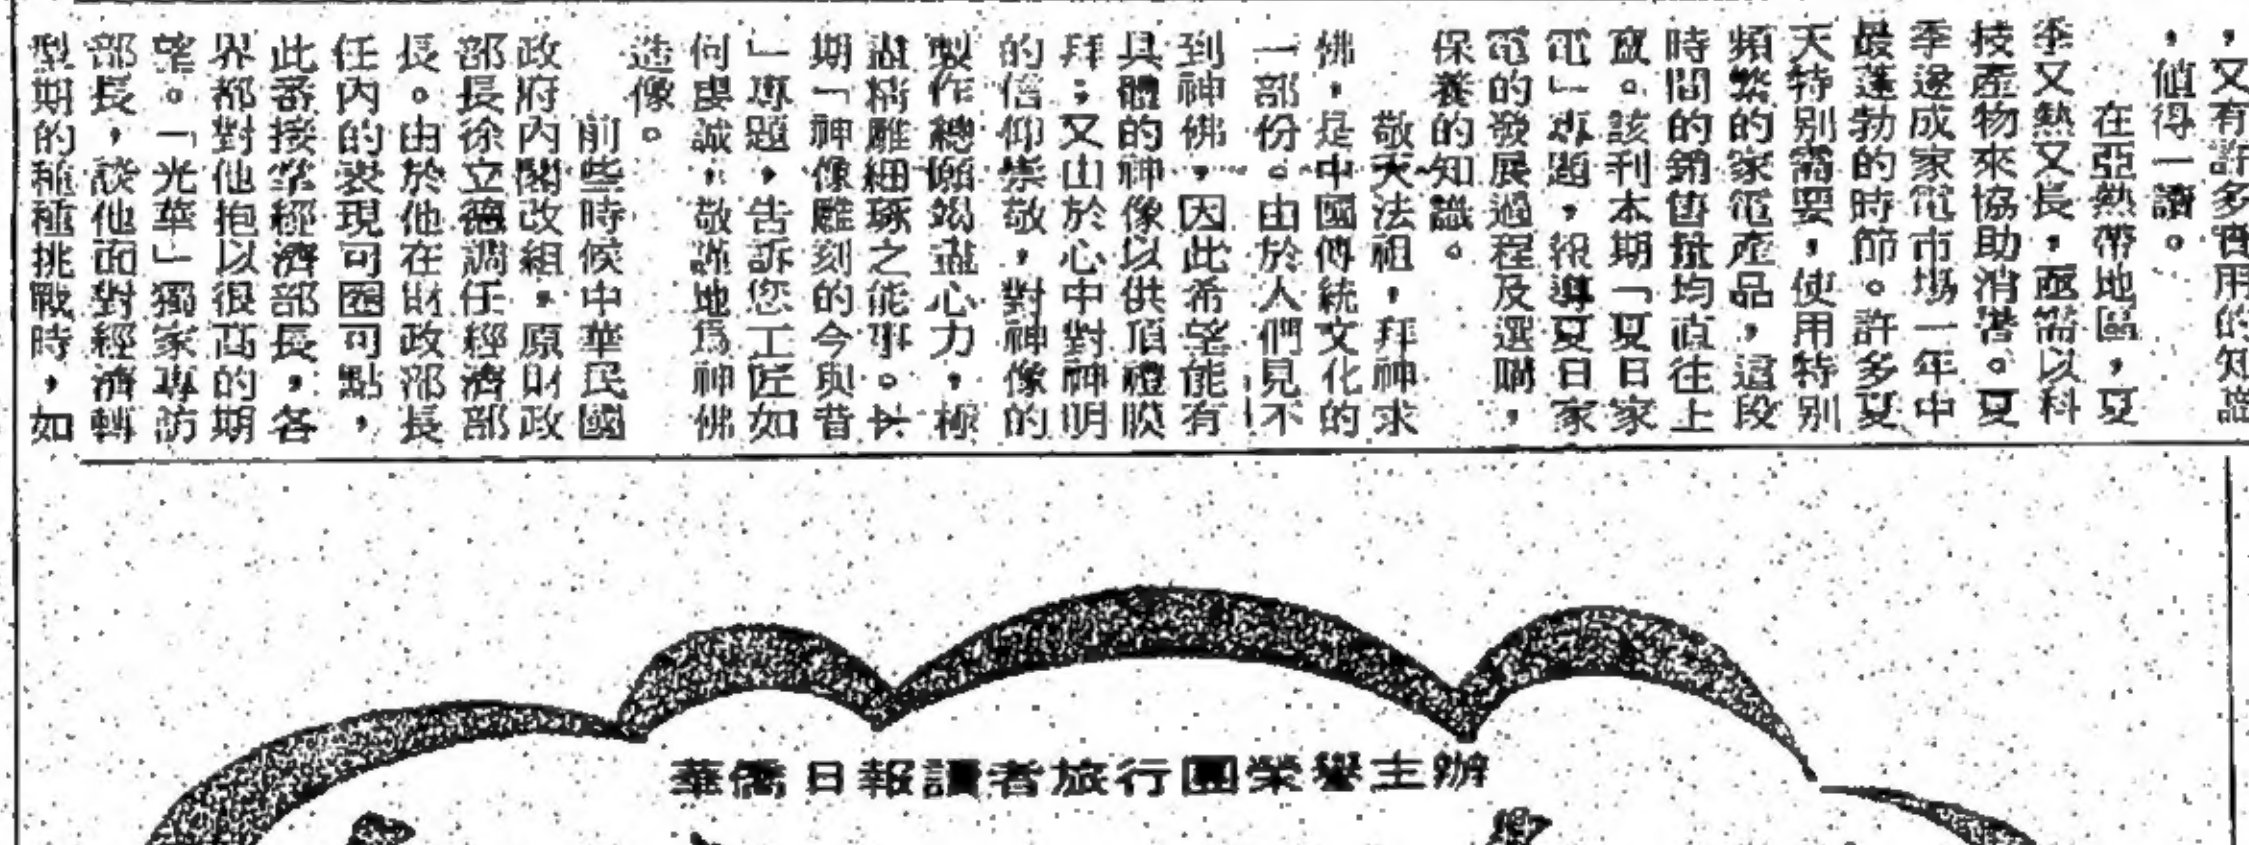 ，又有許多實用的知識
，值得一讀。
在亞熱帶地區，夏
季又熱又長，亟需以科
技產物來協助消暑。夏
季遂成家電市場一年中
最蓬勃的時節。許多夏
天特別需要，使用特別
頻繁的家電產品，這段
時間的銷售量均直往上
竄。該刊本期「夏日家
電」專題，報導夏日家
電的發展過程及選購，
保養的知識。
敬天法祖，拜神求
佛，是中國傳統文化的
一部份。由於人們見不
到神佛，因此希望能有
具體的神像以供頂禮膜
拜；又由於心中對神明
的信仰崇敬，對神像的
製作總願竭盡心力，極
盡精雕細琢之能事。本
期「神像雕刻的今與昔
」專題，告訴您工匠如
何虔誠，敬謹地爲神佛
造像。
前些時候中華民國
政府內閣改組，原財政
部長徐立德調任經濟部
長。由於他在財政部長
任內的表現可圈可點，
此番接掌經濟部長，各
界都對他抱以很高的期
望。「光華」獨家專訪
部長，談他面對經濟轉
型期的種種挑戰時，如
華僑日報讀者旅行團榮譽主辦